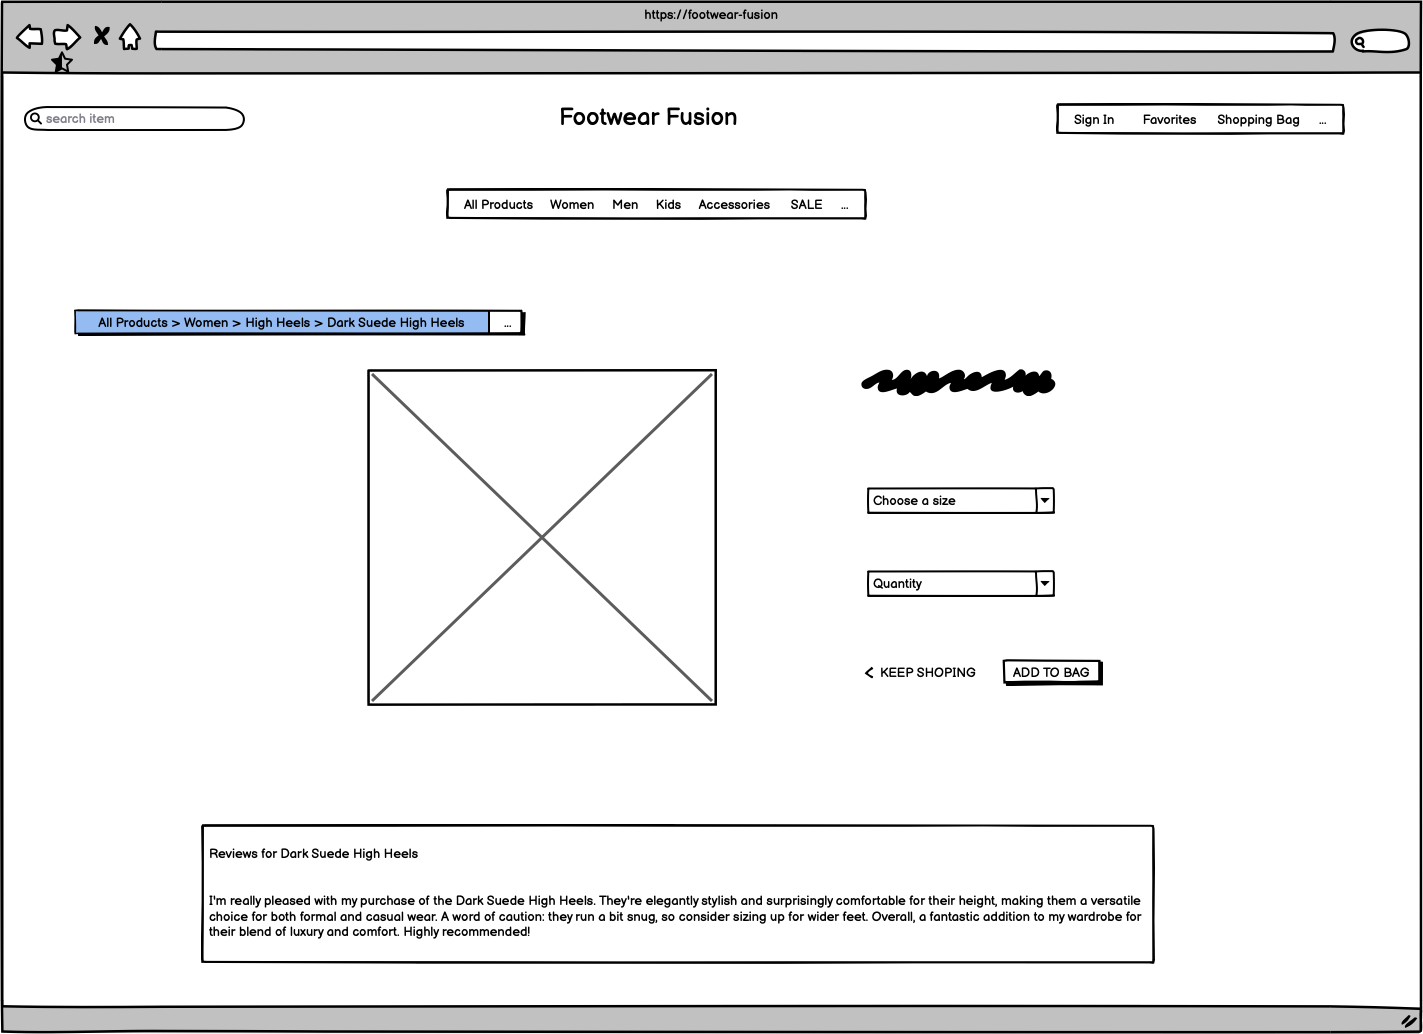 https://footwear-fusion
search item
Footwear Fusion
Sign In Favorites Shopping Bag ...
All Products Women Men Kids Accessories SALE ...
All Products > Women > High Heels > Dark Suede High Heels ...
Choose a size
Quantity
< KEEP SHOPING ADD TO BAG
Reviews for Dark Suede High Heels
I'm really pleased with my purchase of the Dark Suede High Heels. They're elegantly stylish and surprisingly comfortable for their height, making them a versatile
choice for both formal and casual wear. A word of caution: they run a bit snug, so consider sizing up for wider feet. Overall, a fantastic addition to my wardrobe for
their blend of luxury and comfort. Highly recommended!